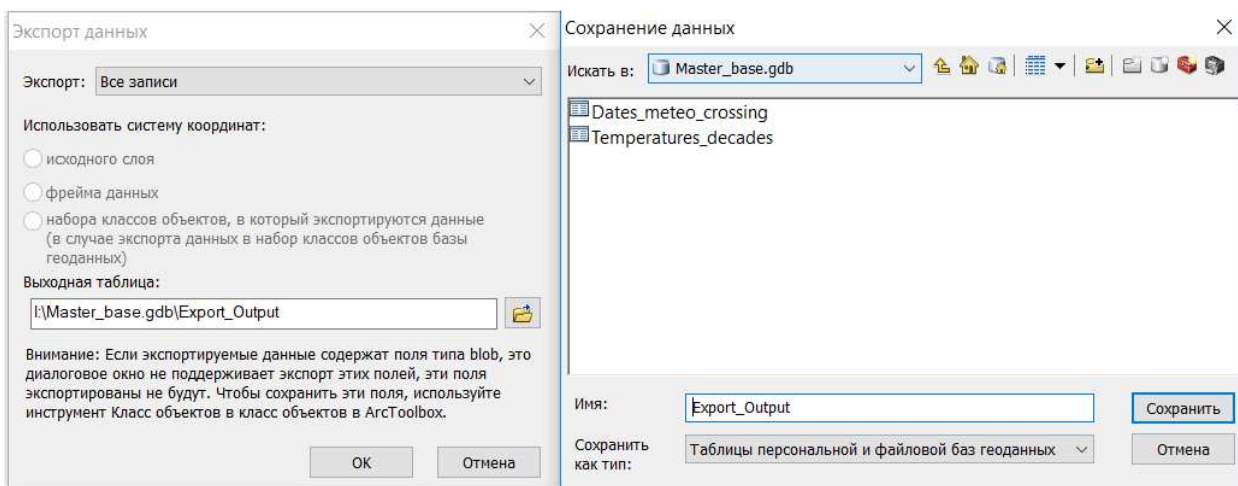 Экспорт данных
Экспорт: Все записи
Использовать систему координат:
исходного слоя
фрейма данных
набора классов объектов, в который экспортируются данные
(в случае экспорта данных в набор классов объектов базы
геоданных)
Выходная таблица:
I:\Master_base.gdb\Export_Output
Внимание: Если экспортируемые данные содержат поля типа blob, это
диалоговое окно не поддерживает экспорт этих полей, эти поля
экспортированы не будут. Чтобы сохранить эти поля, используйте
инструмент Класс объектов в класс объектов в ArcToolbox.
OK Отмена
Сохранение данных
Искать в: Master_base.gdb
Dates_meteo_crossing
Temperatures_decades
Имя: Export_Output Сохранить
Сохранить
как тип: Таблицы персональной и файловой баз геоданных Отмена